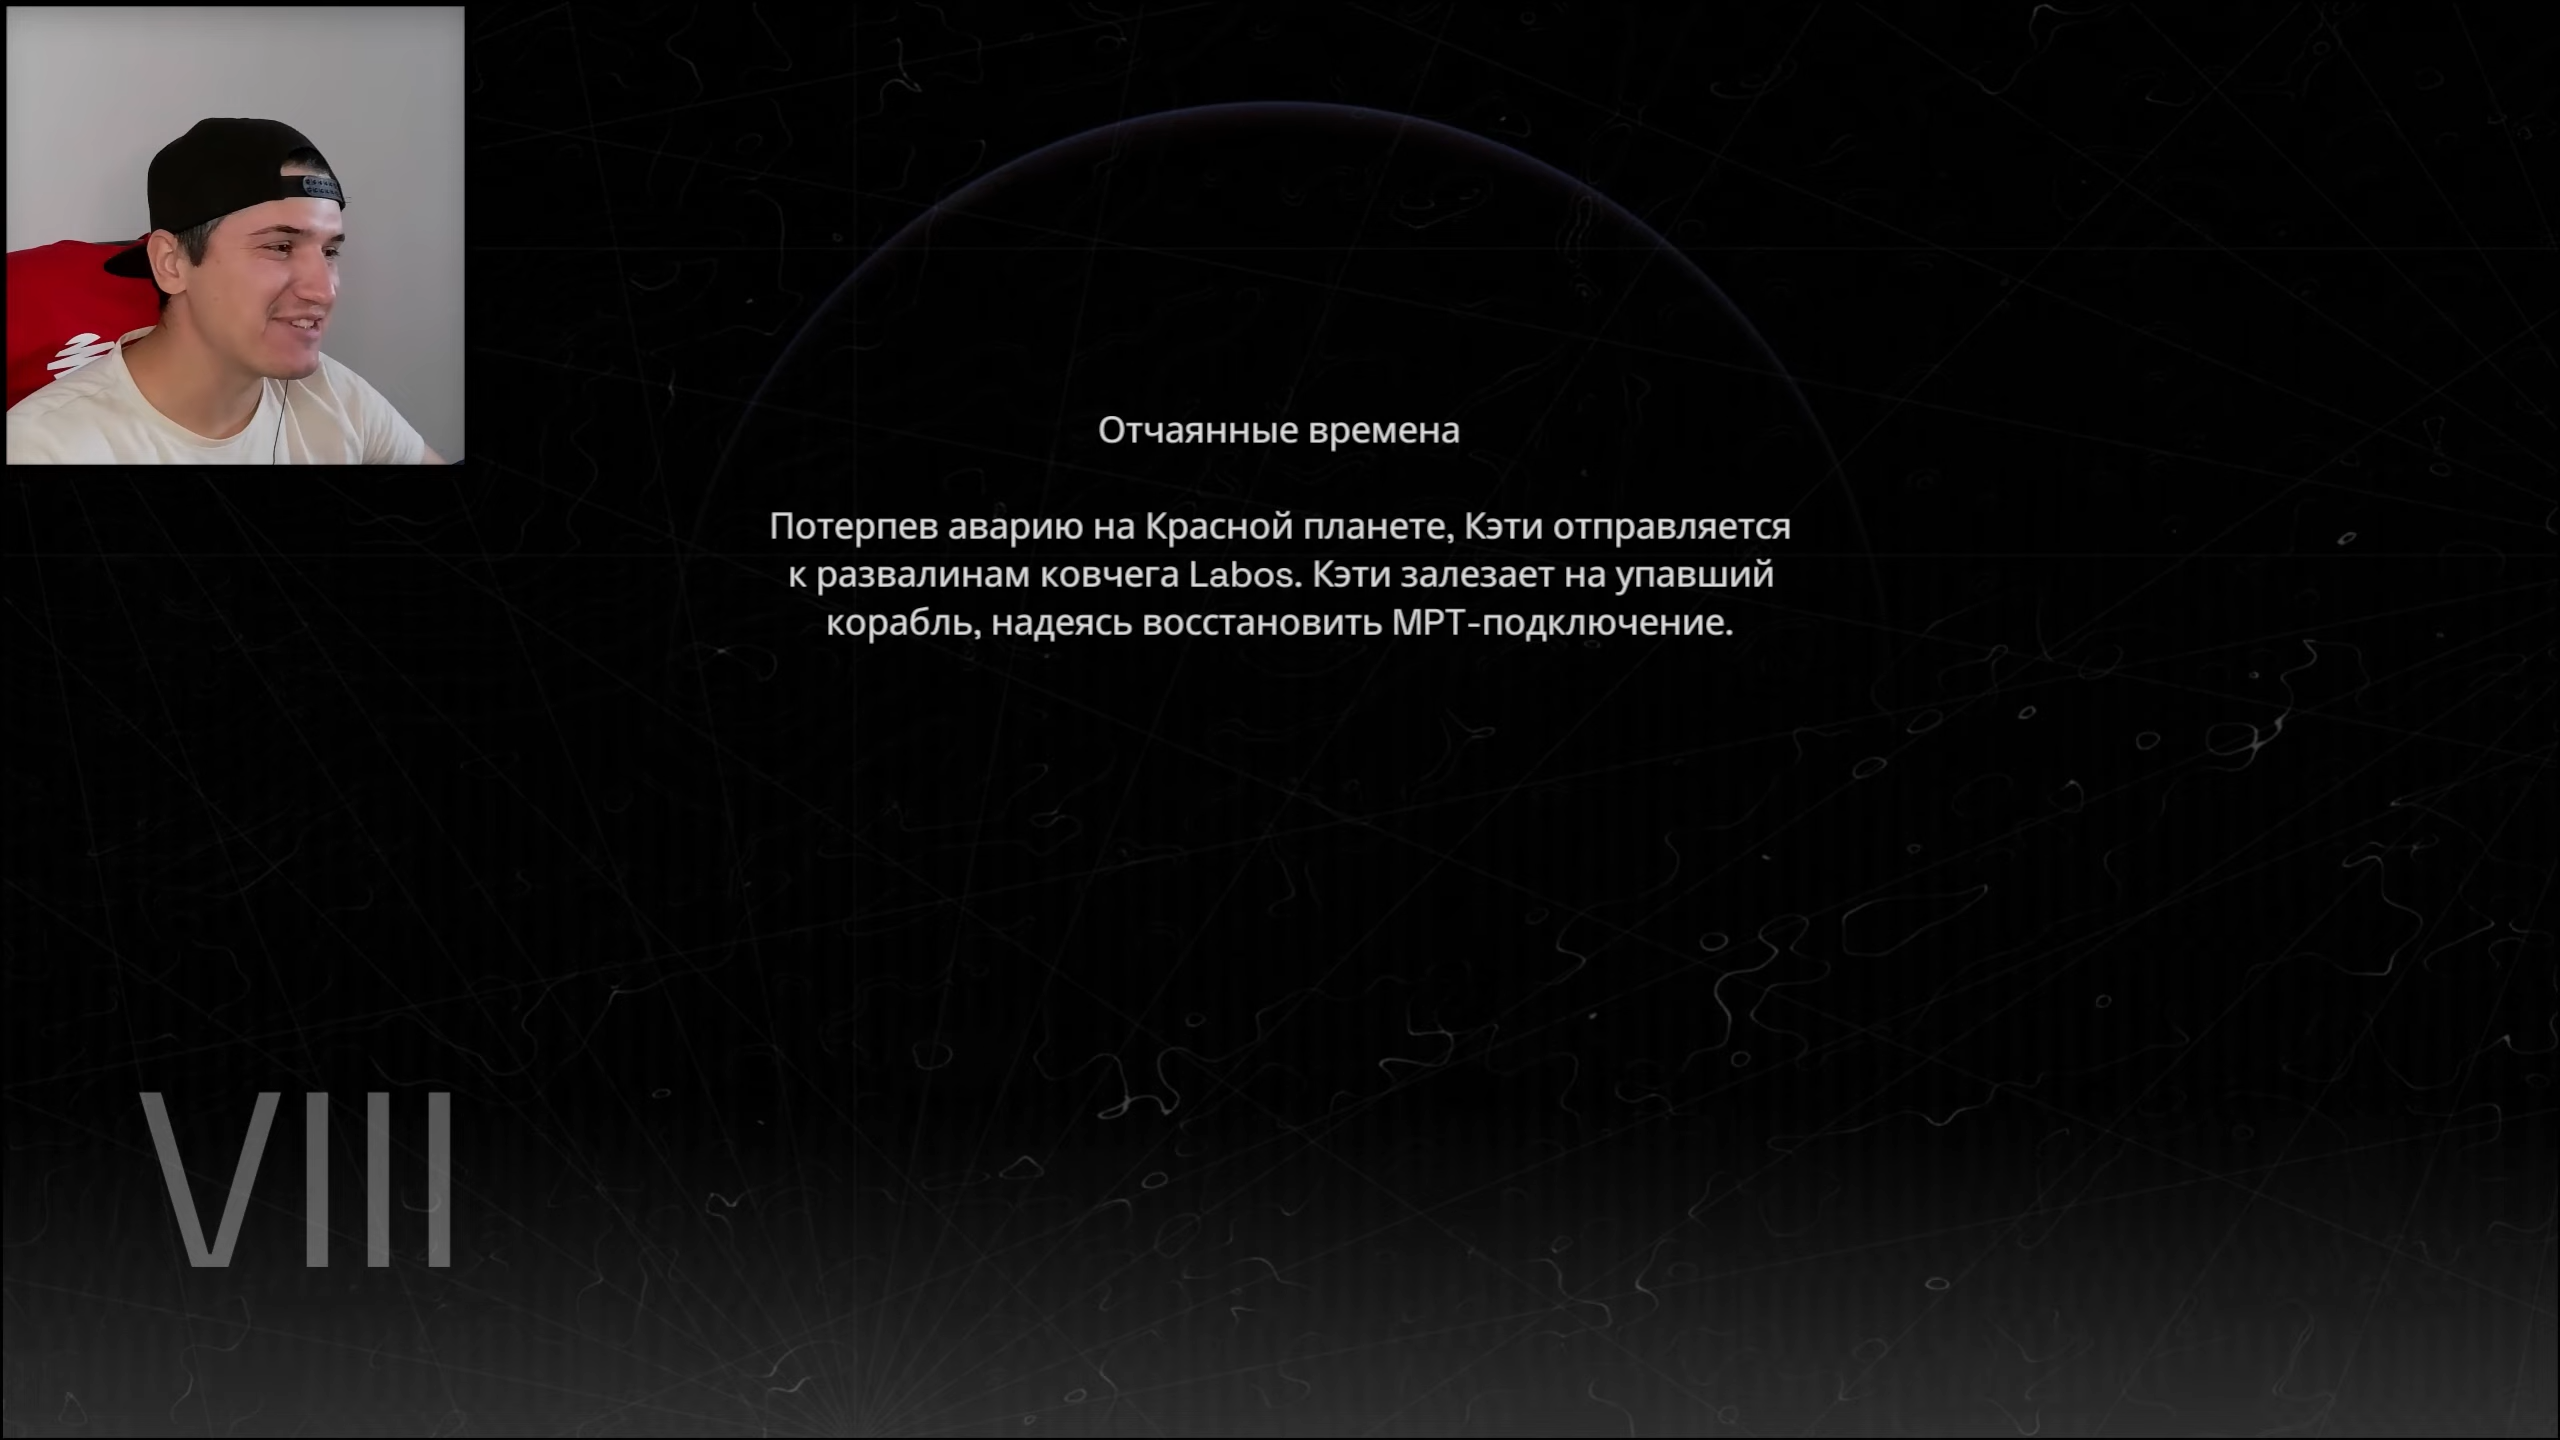 Отчаянные времена
Потерпев аварию на Красной планете, Кэти отправляется
к развалинам ковчега Labos. Кэти залезает на упавший
корабль, надеясь восстановить МРТ-подключение.
VIII